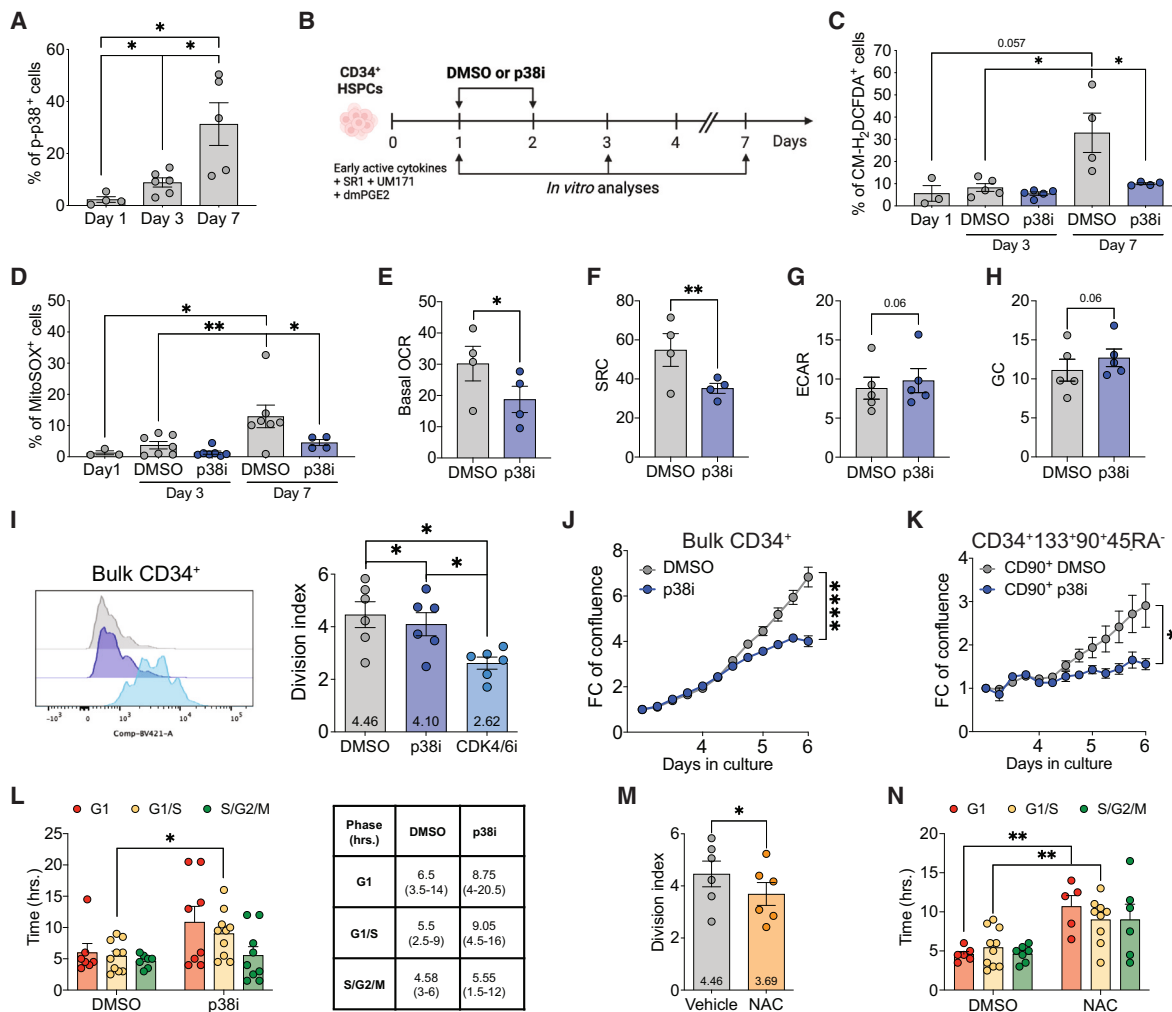 A
% of p-p38+ cells
60
40
20
0
*
*
*
Day 1
Day 3
Day 7
B
CD34+
HSPCs
DMSO or p38i
0
1
2
3
4
7
Days
Early active cytokines
+ SR1 + UM171
+ dmPGE2
In vitro analyses
C
% of CM-H2DCFDA+ cells
70
60
50
40
30
20
10
0
0.057
*
*
Day 1
DMSO
p38i
DMSO
p38i
Day 3
Day 7
D
% of MitoSOX+ cells
50
40
30
20
10
0
*
**
*
Day1
DMSO
p38i
DMSO
p38i
Day 3
Day 7
E
Basal OCR
50
40
30
20
10
0
*
DMSO
p38i
F
SRC
80
60
40
20
0
**
DMSO
p38i
G
ECAR
20
15
10
5
0
0.06
DMSO
p38i
H
GC
20
15
10
5
0
0.06
DMSO
p38i
I
Bulk CD34+
-10^3
0
10^3
10^4
10^5
Comp-BV421-A
Division index
6
4
2
0
*
*
*
4.46
4.10
2.62
DMSO
p38i
CDK4/6i
J
Bulk CD34+
DMSO
p38i
FC of confluence
8
6
4
2
0
****
4
5
6
Days in culture
K
CD34+133+90+45RA-
CD90+ DMSO
CD90+ p38i
FC of confluence
4
3
2
1
0
*
4
5
6
Days in culture
L
G1
G1/S
S/G2/M
Time (hrs.)
30
20
10
0
*
DMSO
p38i
Phase (hrs.)
DMSO
p38i
G1
6.5 (3.5-14)
8.75 (4-20.5)
G1/S
5.5 (2.5-9)
9.05 (4.5-16)
S/G2/M
4.58 (3-6)
5.55 (1.5-12)
M
Division index
6
4
2
0
*
4.46
3.69
Vehicle
NAC
N
G1
G1/S
S/G2/M
Time (hrs.)
20
15
10
5
0
**
**
DMSO
NAC